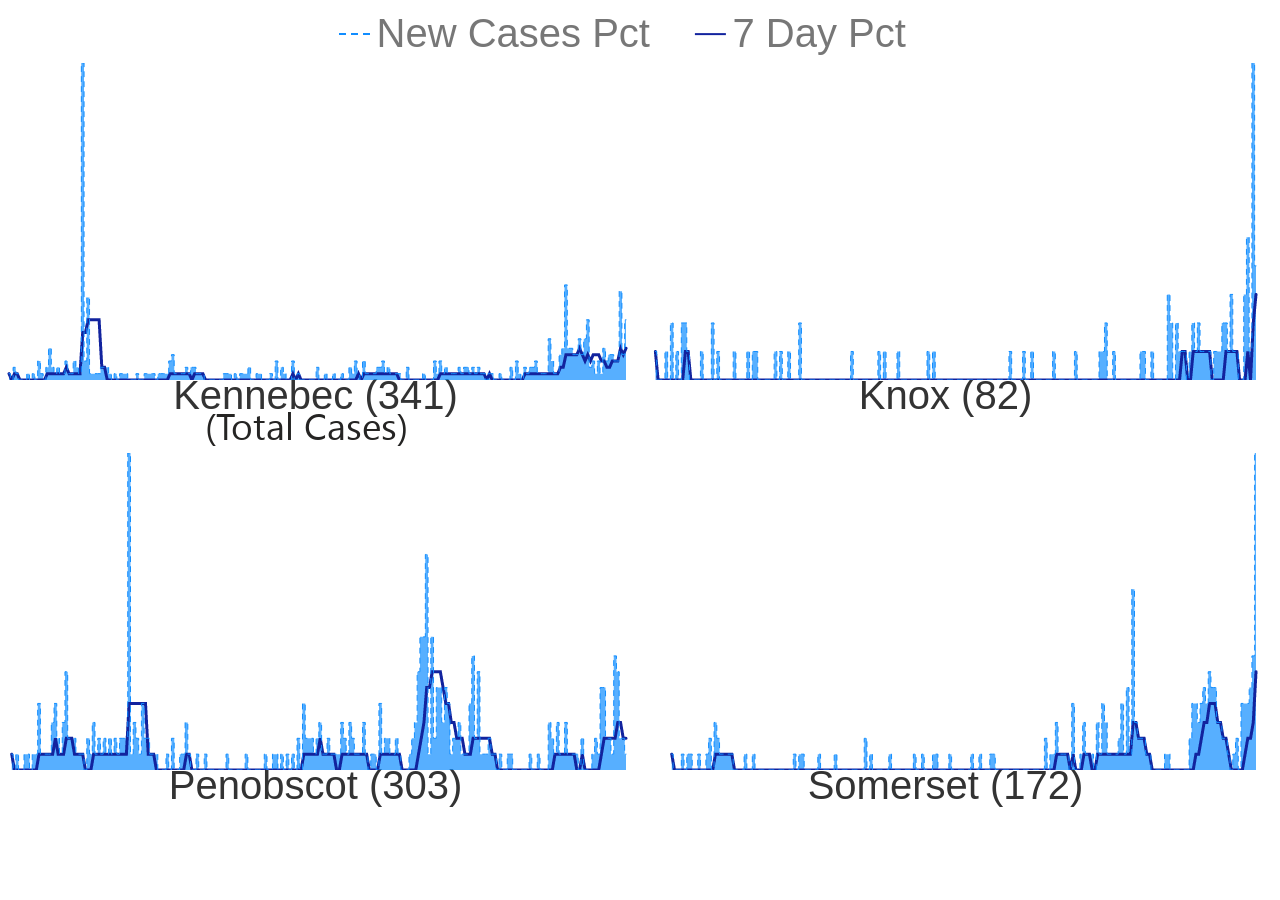 New Cases Pct 7 Day Pct
Kennebec (341) Knox (82)
(Total Cases)
Penobscot (303) Somerset (172)